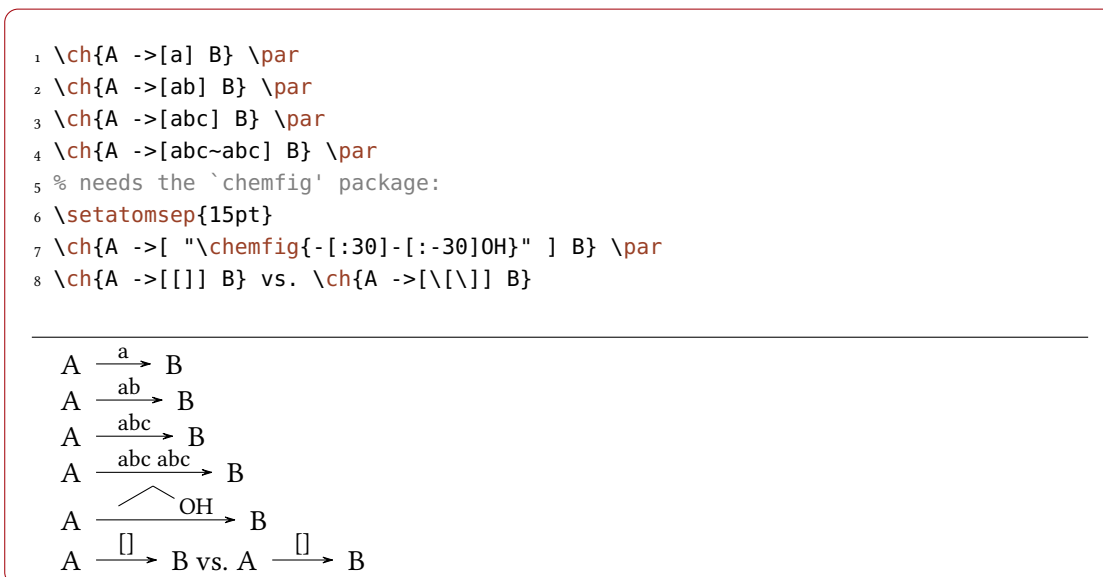 1 \ch{A ->[a] B} \par
2 \ch{A ->[ab] B} \par
3 \ch{A ->[abc] B} \par
4 \ch{A ->[abc~abc] B} \par
5 % needs the `chemfig' package:
6 \setatomsep{15pt}
7 \ch{A ->[ "\chemfig{-[:30]-[:-30]OH}" ] B} \par
8 \ch{A ->[[]] B} vs. \ch{A ->[\[\]] B}
A a B
A ab B
A abc B
A abc abc B
A OH B
A [] B vs. A [] B